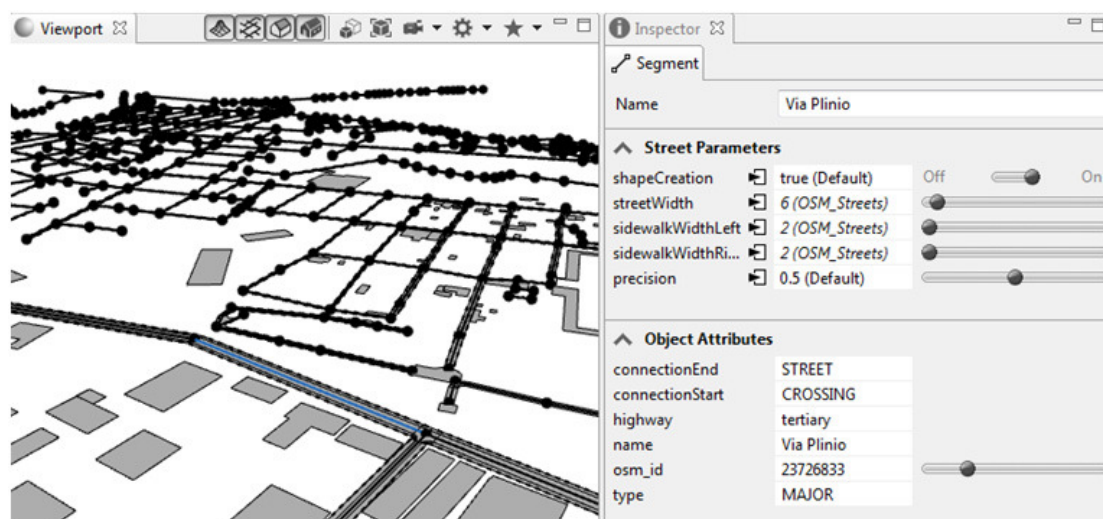 Viewport
Inspector
Segment
Name Via Plinio
Street Parameters
shapeCreation true (Default) Off On
streetWidth 6 (OSM_Streets)
sidewalkWidthLeft 2 (OSM_Streets)
sidewalkWidthRi... 2 (OSM_Streets)
precision 0.5 (Default)
Object Attributes
connectionEnd STREET
connectionStart CROSSING
highway tertiary
name Via Plinio
osm_id 23726833
type MAJOR